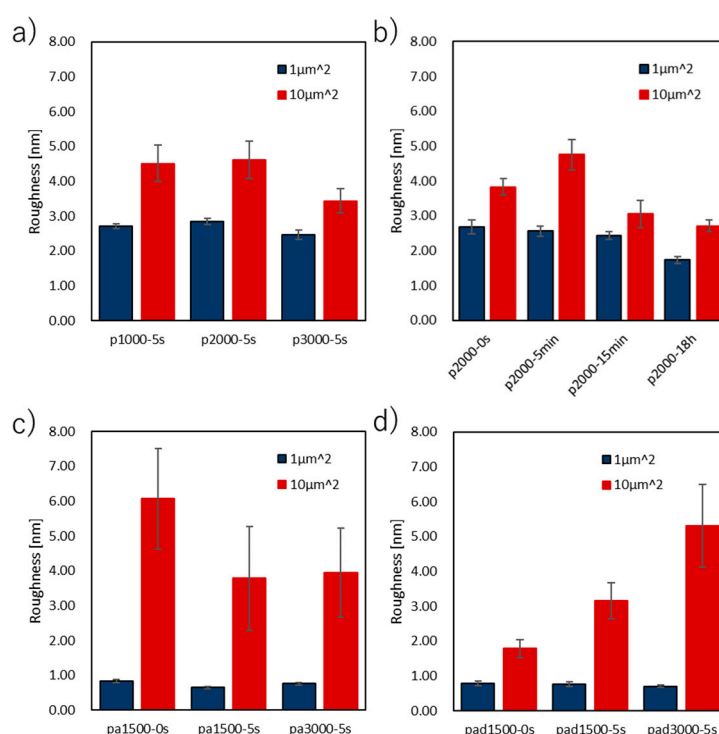 a)
8.00
7.00
6.00
5.00
4.00
3.00
2.00
1.00
0.00
Roughness [nm]
1µm^2
10µm^2
p1000-5s p2000-5s p3000-5s
b)
8.00
7.00
6.00
5.00
4.00
3.00
2.00
1.00
0.00
Roughness [nm]
1µm^2
10µm^2
p2000-0s p2000-5min p2000-15min p2000-18h
c)
8.00
7.00
6.00
5.00
4.00
3.00
2.00
1.00
0.00
Roughness [nm]
1µm^2
10µm^2
pa1500-0s pa1500-5s pa3000-5s
d)
8.00
7.00
6.00
5.00
4.00
3.00
2.00
1.00
0.00
Roughness [nm]
1µm^2
10µm^2
pad1500-0s pad1500-5s pad3000-5s